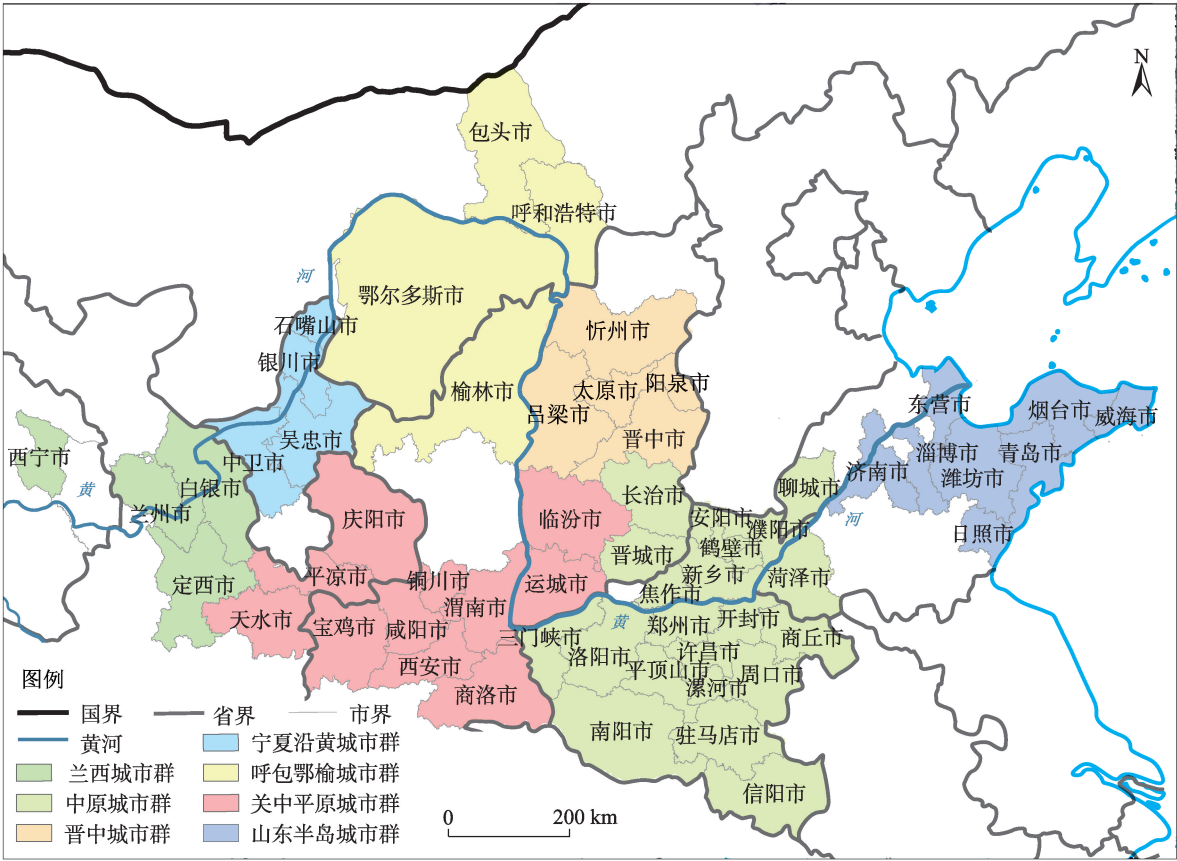 N
包头市
呼和浩特市
河
鄂尔多斯市
石嘴山市
忻州市
银川市
榆林市
太原市
阳泉市
吕梁市
东营市
烟台市
威海市
吴忠市
晋中市
西宁市
中卫市
淄博市
青岛市
黄
白银市
济南市
潍坊市
聊城市
长治市
兰州市
庆阳市
临汾市
安阳市
濮阳市
河
日照市
鹤壁市
晋城市
新乡市
菏泽市
定西市
平凉市
铜川市
运城市
焦作市
渭南市
天水市
宝鸡市
咸阳市
黄
郑州市
开封市
三门峡市
商丘市
洛阳市
许昌市
西安市
平顶山市
周口市
漯河市
商洛市
南阳市
驻马店市
信阳市
图例
国界
省界
市界
黄河
宁夏沿黄城市群
兰西城市群
呼包鄂榆城市群
中原城市群
关中平原城市群
晋中城市群
山东半岛城市群
0
200 km